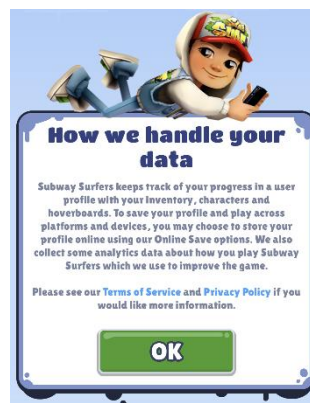 How we handle your
data
Subway Surfers keeps track of your progress in a user
profile with your Inventory, characters and
hoverboards. To save your profile and play across
platforms and devices, you may choose to store your
profile online using our Online Save options. We also
collect some analytics data about how you play Subway
Surfers which we use to improve the game.
Please see our Terms of Service and Privacy Policy if you
would like more information.
OK